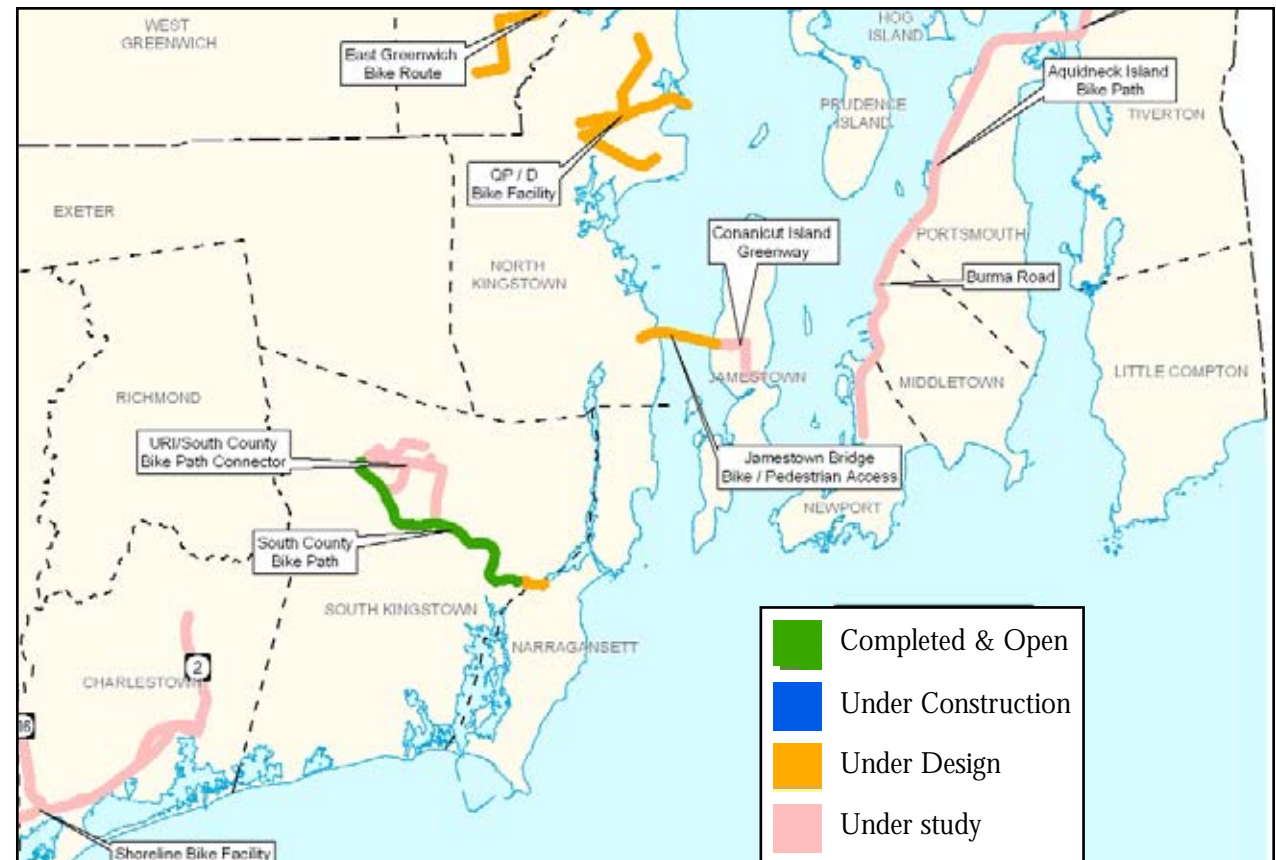 WEST
GREENWICH
HOG
ISLAND
East Greenwich
Bike Route
Aquidneck Island
Bike Path
PRUDENCE
ISLAND
TIVERTON
QP / D
Bike Facility
EXETER
Conanicut Island
Greenway
PORTSMOUTH
NORTH
KINGSTOWN
Burma Road
JAMESTOWN
MIDDLETOWN
LITTLE COMPTON
RICHMOND
URI/South County
Bike Path Connector
Jamestown Bridge
Bike / Pedestrian Access
NEWPORT
South County
Bike Path
SOUTH KINGSTOWN
NARRAGANSETT
2
CHARLESTOWN
Shoreline Bike Facility
Completed & Open
Under Construction
Under Design
Under study